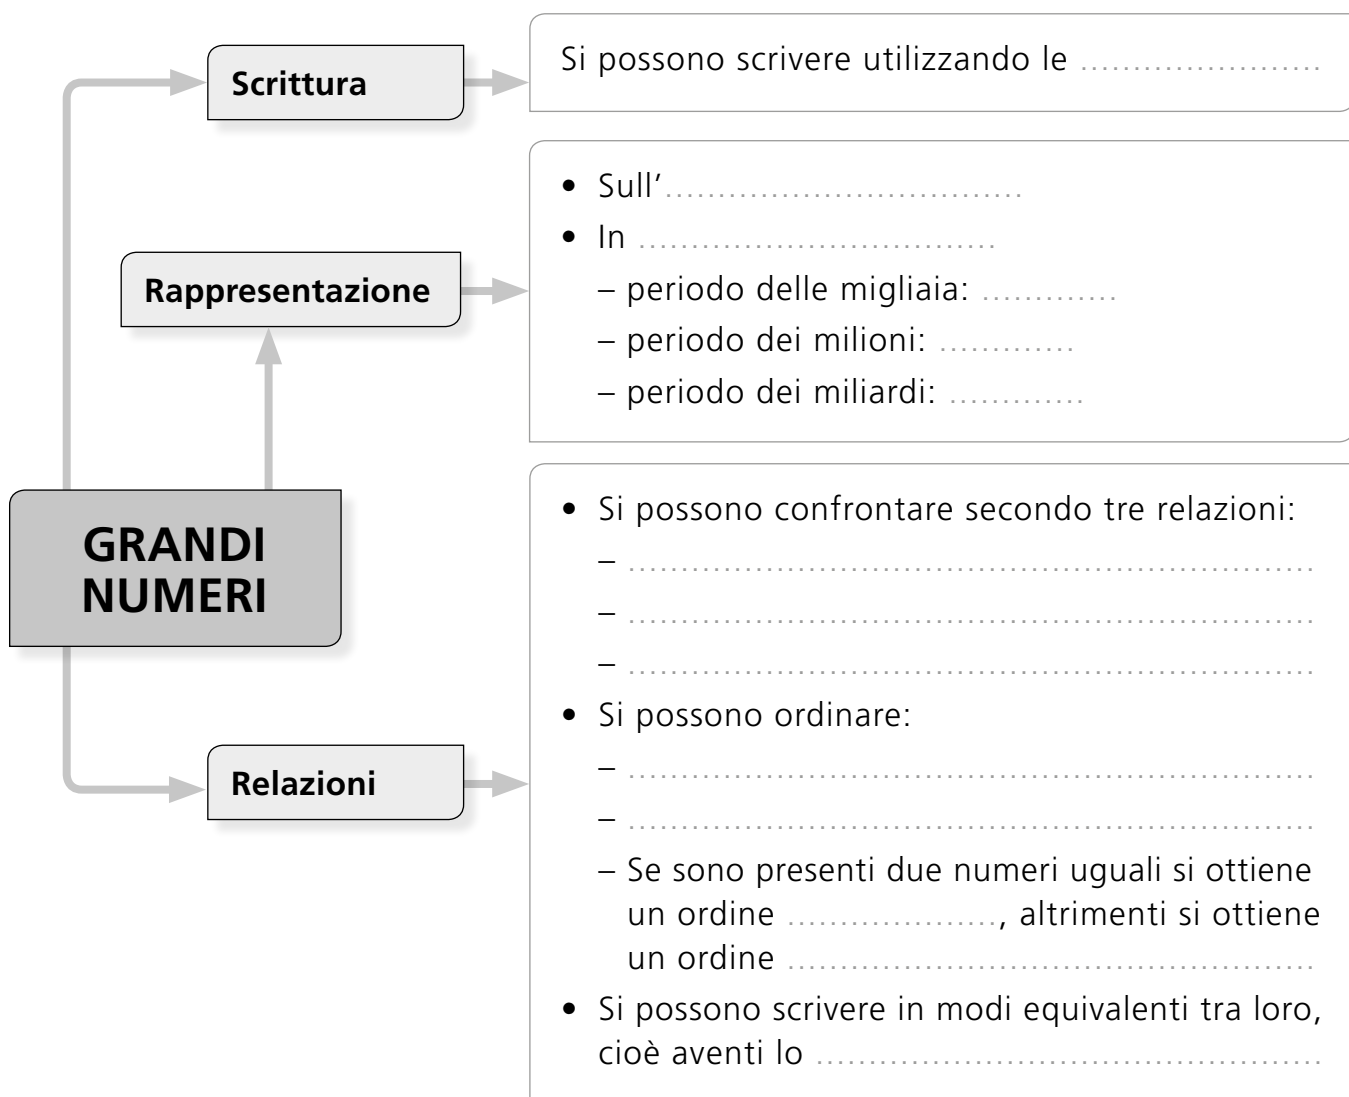 Scrittura
Si possono scrivere utilizzando le .......................
Rappresentazione
• Sull’..................................
• In ..................................
– periodo delle migliaia: .............
– periodo dei milioni: .............
– periodo dei miliardi: .............
GRANDI
NUMERI
Relazioni
• Si possono confrontare secondo tre relazioni:
– .................................................................
– .................................................................
– .................................................................
• Si possono ordinare:
– .................................................................
– .................................................................
– Se sono presenti due numeri uguali si ottiene
un ordine ...................., altrimenti si ottiene
un ordine ..................................................
• Si possono scrivere in modi equivalenti tra loro,
cioè aventi lo ................................................